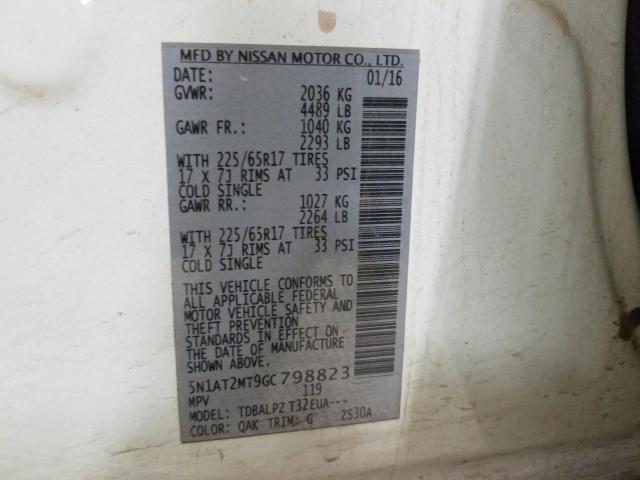 MFD BY NISSAN MOTOR CO., LTD.
DATE: 01/16
GVWR: 2036 KG
4489 LB
GAWR FR.: 1040 KG
2293 LB
WITH 225/65R17 TIRES
17 X 7J RIMS AT 33 PSI
COLD SINGLE
GAWR RR.: 1027 KG
2264 LB
WITH 225/65R17 TIRES
17 X 7J RIMS AT 33 PSI
COLD SINGLE
THIS VEHICLE CONFORMS TO
ALL APPLICABLE FEDERAL
MOTOR VEHICLE SAFETY AND
THEFT PREVENTION
STANDARDS IN EFFECT ON
THE DATE OF MANUFACTURE
SHOWN ABOVE.
5N1AT2MT9GC798823
MPV 119
MODEL: TDBALPZ T32EUA---
COLOR: QAK TRIM: G 2S30A